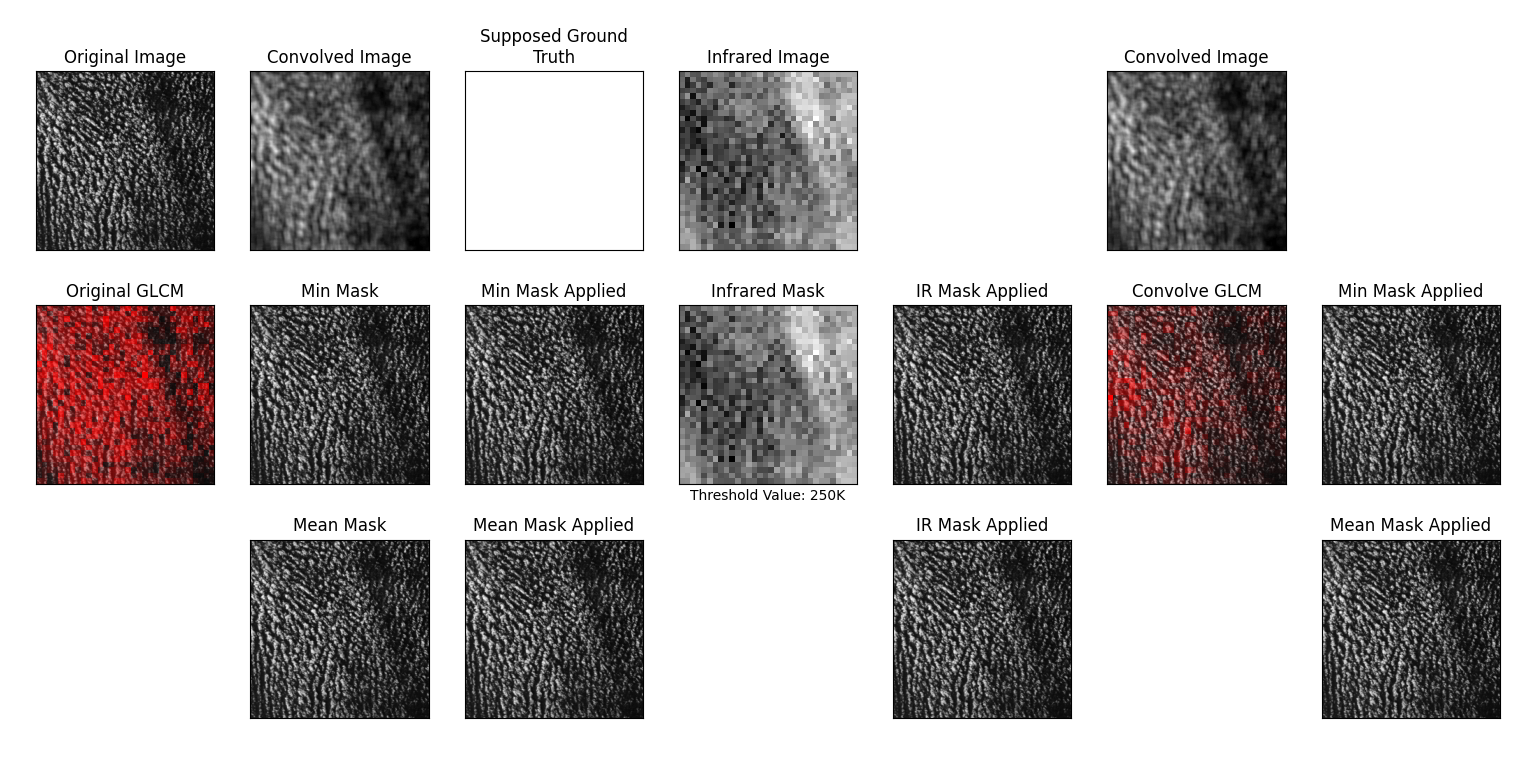 Original Image
Convolved Image
Supposed Ground
Truth
Infrared Image
Convolved Image
Original GLCM
Min Mask
Min Mask Applied
Infrared Mask
IR Mask Applied
Convolve GLCM
Min Mask Applied
Threshold Value: 250K
Mean Mask
Mean Mask Applied
IR Mask Applied
Mean Mask Applied